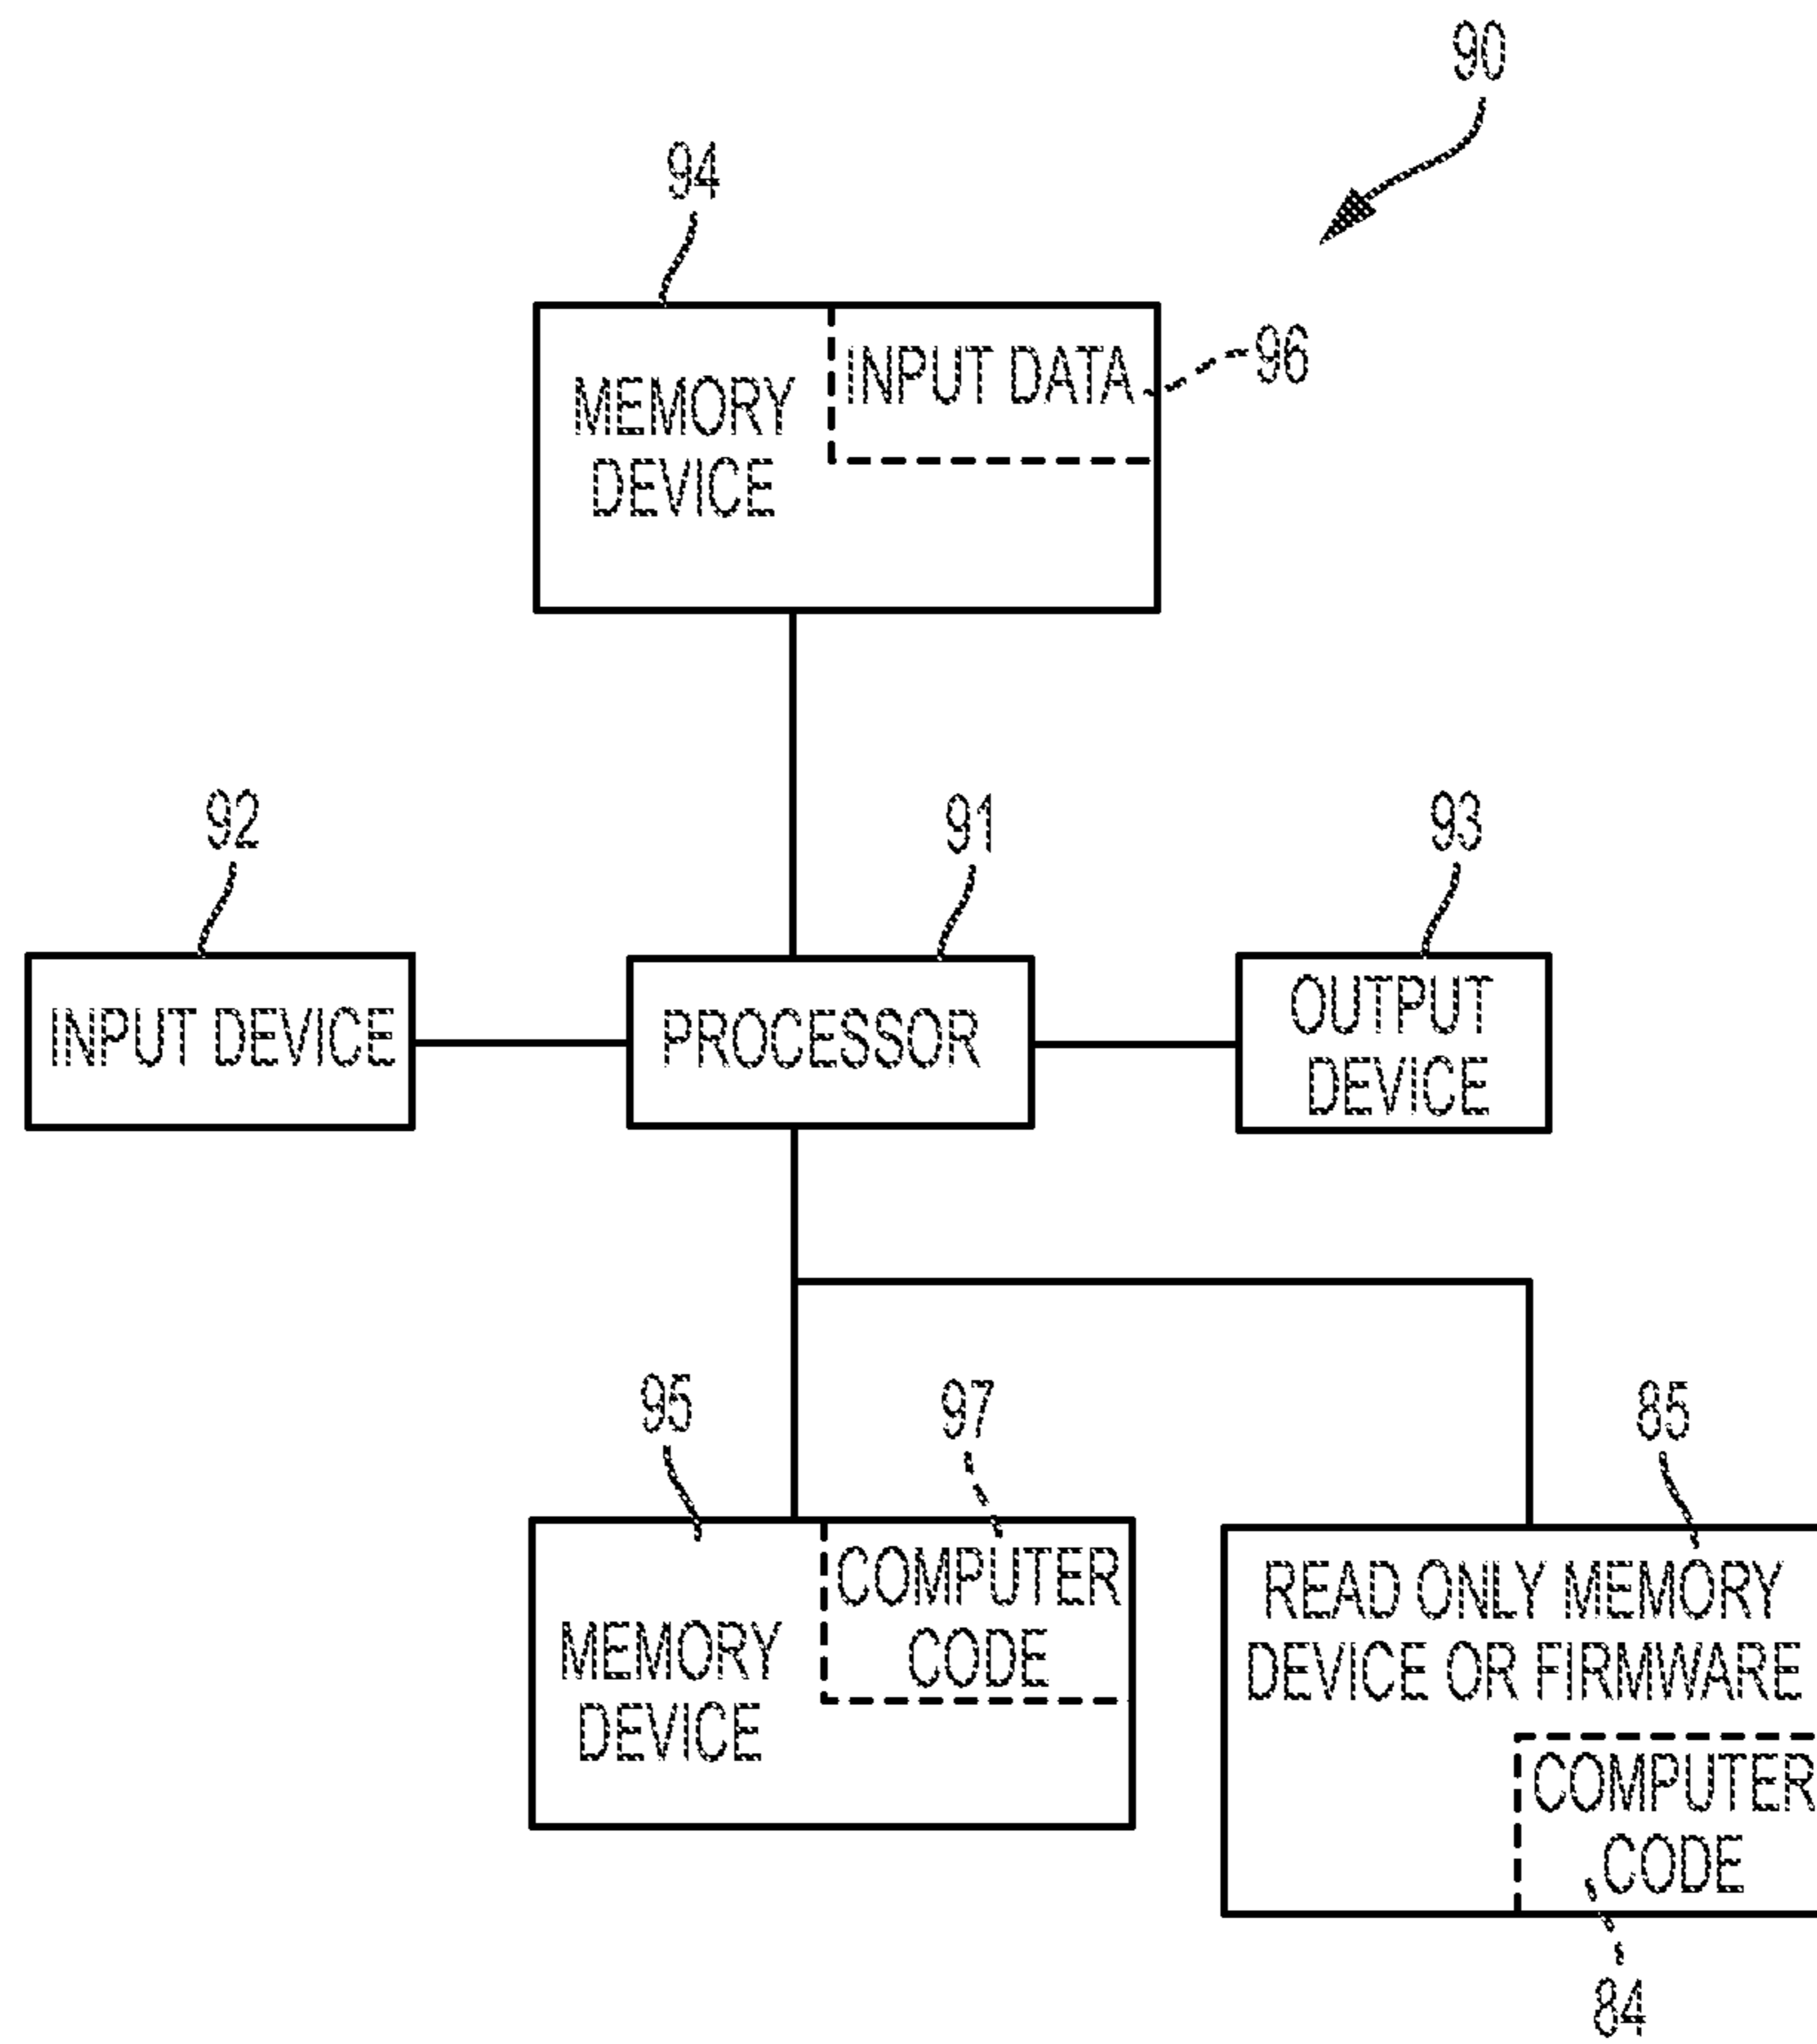 90
94
INPUT DATA
96
MEMORY
DEVICE
92
91
93
INPUT DEVICE
PROCESSOR
OUTPUT
DEVICE
95
97
85
COMPUTER
CODE
MEMORY
DEVICE
READ ONLY MEMORY
DEVICE OR FIRMWARE
COMPUTER
CODE
84